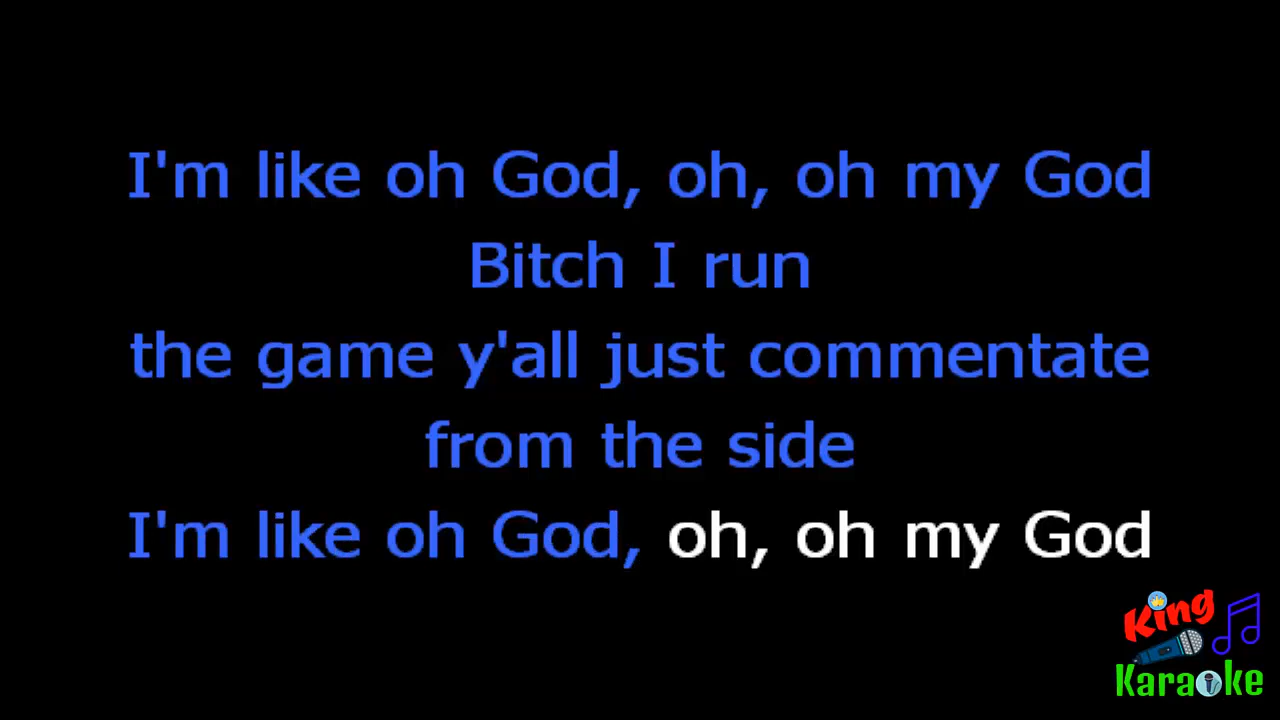 I'm like oh God, oh, oh my God
Bitch I run
the game y'all just commentate
from the side
I'm like oh God, oh, oh my God
King
Karaoke